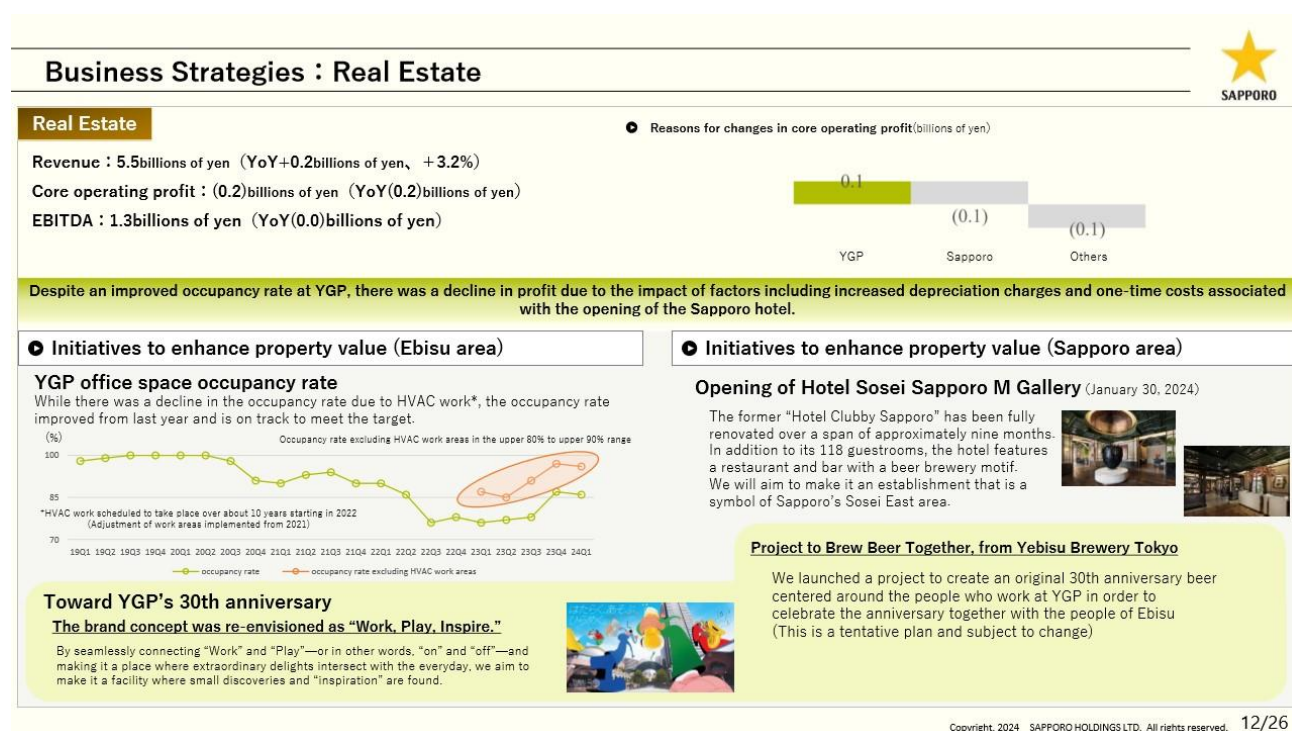 Business Strategies：Real Estate
SAPPORO
Real Estate
Revenue：5.5billions of yen（YoY+0.2billions of yen、＋3.2%）
Core operating profit：(0.2)billions of yen（YoY(0.2)billions of yen）
EBITDA：1.3billions of yen（YoY(0.0)billions of yen）
Reasons for changes in core operating profit(billions of yen)
0.1
(0.1)
(0.1)
YGP Sapporo Others
Despite an improved occupancy rate at YGP, there was a decline in profit due to the impact of factors including increased depreciation charges and one-time costs associated
with the opening of the Sapporo hotel.
Initiatives to enhance property value (Ebisu area)
YGP office space occupancy rate
While there was a decline in the occupancy rate due to HVAC work*, the occupancy rate
improved from last year and is on track to meet the target.
(%)
Occupancy rate excluding HVAC work areas in the upper 80% to upper 90% range
100
85
*HVAC work scheduled to take place over about 10 years starting in 2022
(Adjustment of work areas implemented from 2021)
70
19Q1 19Q2 19Q3 19Q4 20Q1 20Q2 20Q3 20Q4 21Q1 21Q2 21Q3 21Q4 22Q1 22Q2 22Q3 22Q4 23Q1 23Q2 23Q3 23Q4 24Q1
occupancy rate occupancy rate excluding HVAC work areas
Initiatives to enhance property value (Sapporo area)
Opening of Hotel Sosei Sapporo M Gallery (January 30, 2024)
The former “Hotel Clubby Sapporo” has been fully
renovated over a span of approximately nine months.
In addition to its 118 guestrooms, the hotel features
a restaurant and bar with a beer brewery motif.
We will aim to make it an establishment that is a
symbol of Sapporo’s Sosei East area.
Toward YGP’s 30th anniversary
The brand concept was re-envisioned as “Work, Play, Inspire.”
By seamlessly connecting “Work” and “Play”—or in other words, “on” and “off”—and
making it a place where extraordinary delights intersect with the everyday, we aim to
make it a facility where small discoveries and “inspiration” are found.
はたらく、あそぶ、
Project to Brew Beer Together, from Yebisu Brewery Tokyo
We launched a project to create an original 30th anniversary beer
centered around the people who work at YGP in order to
celebrate the anniversary together with the people of Ebisu
(This is a tentative plan and subject to change)
Copyright, 2024 SAPPORO HOLDINGS LTD. All rights reserved.
12/26